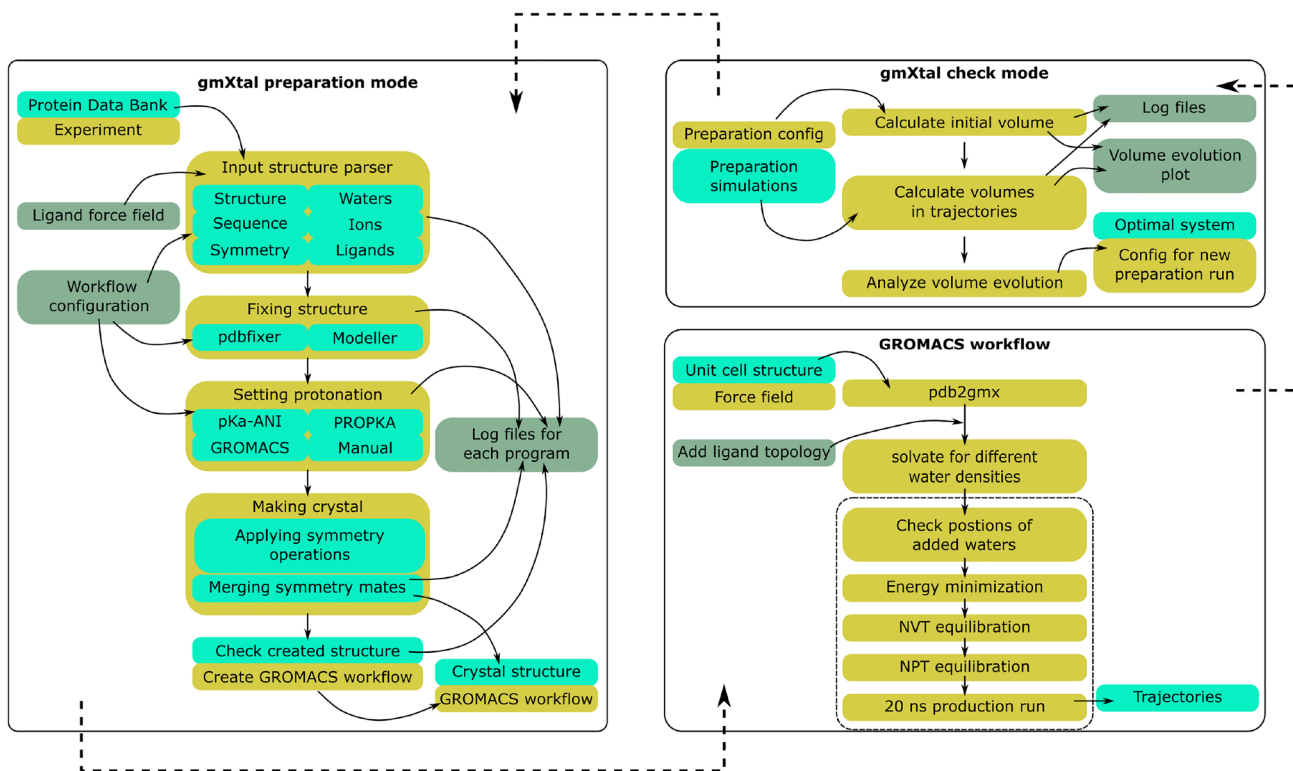 gmXtal preparation mode
Protein Data Bank
Experiment
Input structure parser
Structure
Waters
Sequence
Ions
Symmetry
Ligands
Ligand force field
Workflow
configuration
Fixing structure
pdbfixer
Modeller
Setting protonation
pKa-ANI
PROPKA
GROMACS
Manual
Log files for
each program
Making crystal
Applying symmetry
operations
Merging symmetry mates
Check created structure
Create GROMACS workflow
Crystal structure
GROMACS workflow
gmXtal check mode
Preparation config
Preparation
simulations
Calculate initial volume
Log files
Volume evolution
plot
Calculate volumes
in trajectories
Optimal system
Config for new
preparation run
Analyze volume evolution
GROMACS workflow
Unit cell structure
Force field
pdb2gmx
Add ligand topology
solvate for different
water densities
Check postions of
added waters
Energy minimization
NVT equilibration
NPT equilibration
20 ns production run
Trajectories